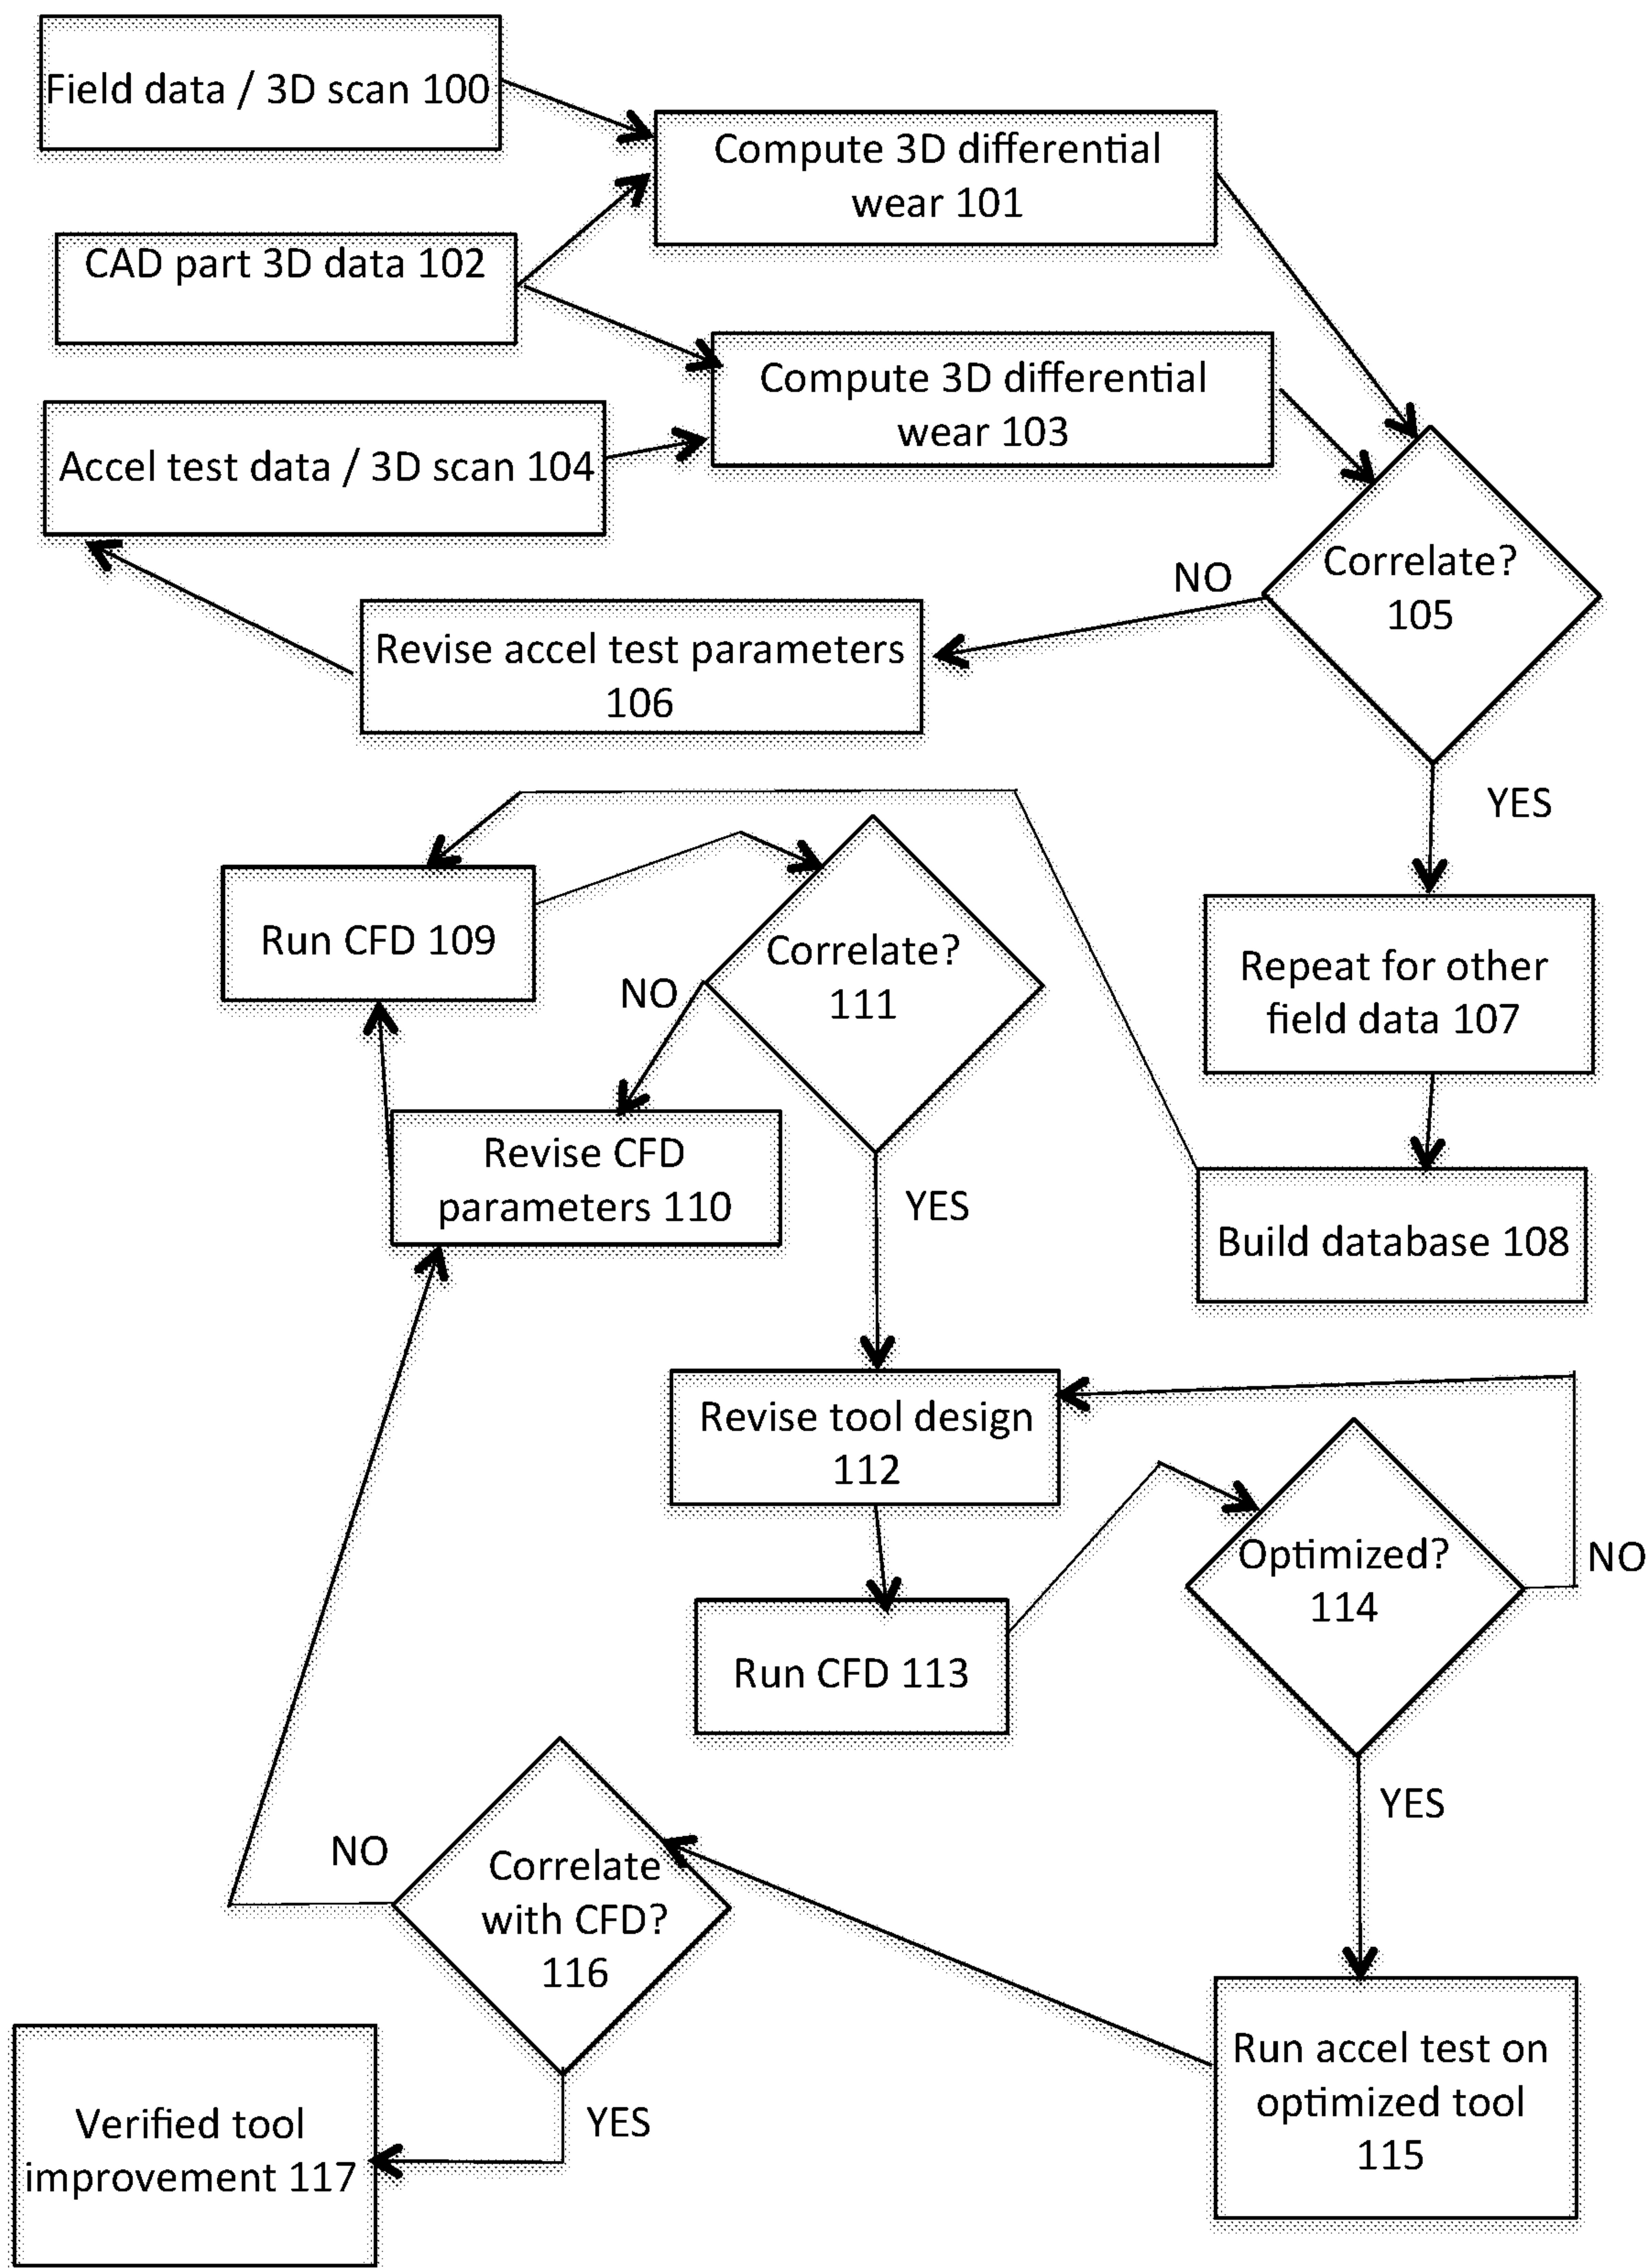 Field data / 3D scan 100
Compute 3D differential
wear 101
CAD part 3D data 102
Compute 3D differential
wear 103
Accel test data / 3D scan 104
Correlate?
105
NO
Revise accel test parameters
106
YES
Run CFD 109
Correlate?
111
NO
Repeat for other
field data 107
Revise CFD
parameters 110
YES
Build database 108
Revise tool design
112
Optimized?
114
NO
Run CFD 113
YES
NO
Correlate
with CFD?
116
Run accel test on
optimized tool
115
YES
Verified tool
improvement 117